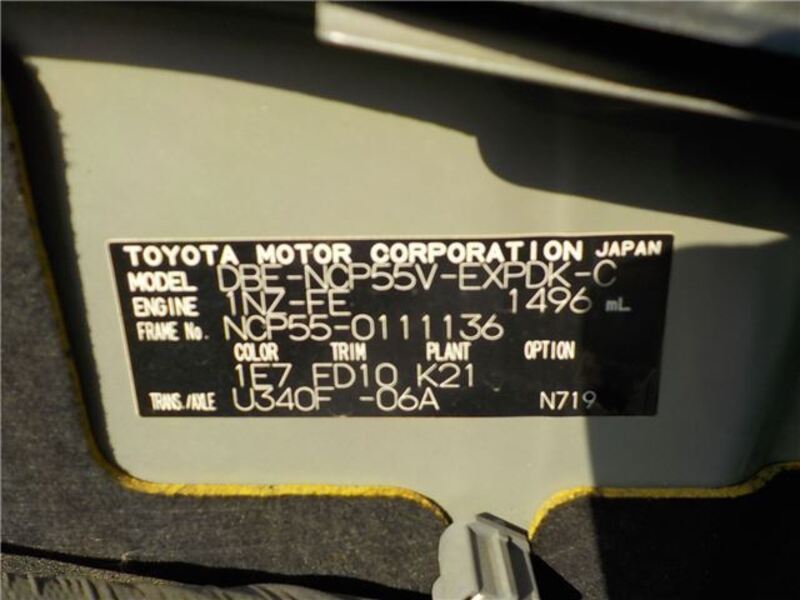 TOYOTA MOTOR CORPORATION JAPAN
MODEL DBE-NCP55V-EXPDK-C
ENGINE 1NZ-FE 1496 mL
FRAME No. NCP55-0111136
COLOR TRIM PLANT OPTION
1E7 FD10 K21
TRANS./AXLE U340F -06A N719